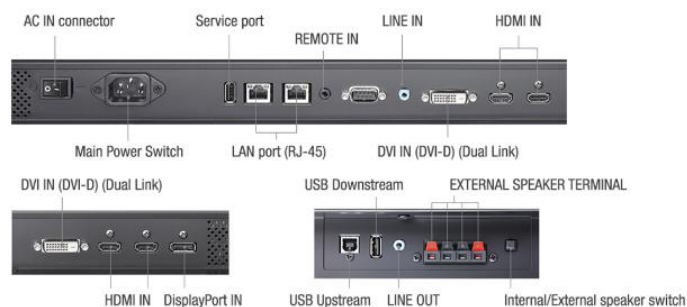 AC IN connector
Service port
REMOTE IN
LINE IN
HDMI IN
Main Power Switch
LAN port (RJ-45)
DVI IN (DVI-D) (Dual Link)
DVI IN (DVI-D) (Dual Link)
HDMI IN
DisplayPort IN
USB Downstream
EXTERNAL SPEAKER TERMINAL
USB Upstream
LINE OUT
Internal/External speaker switch